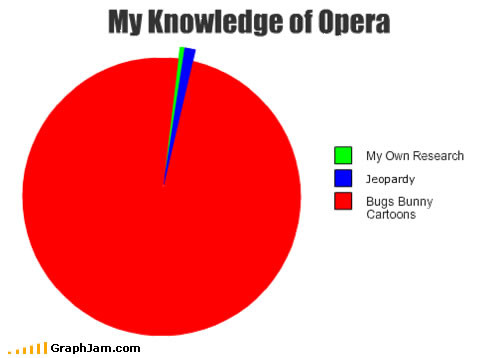 My Knowledge of Opera
My Own Research
Jeopardy
Bugs Bunny
Cartoons
GraphJam.com